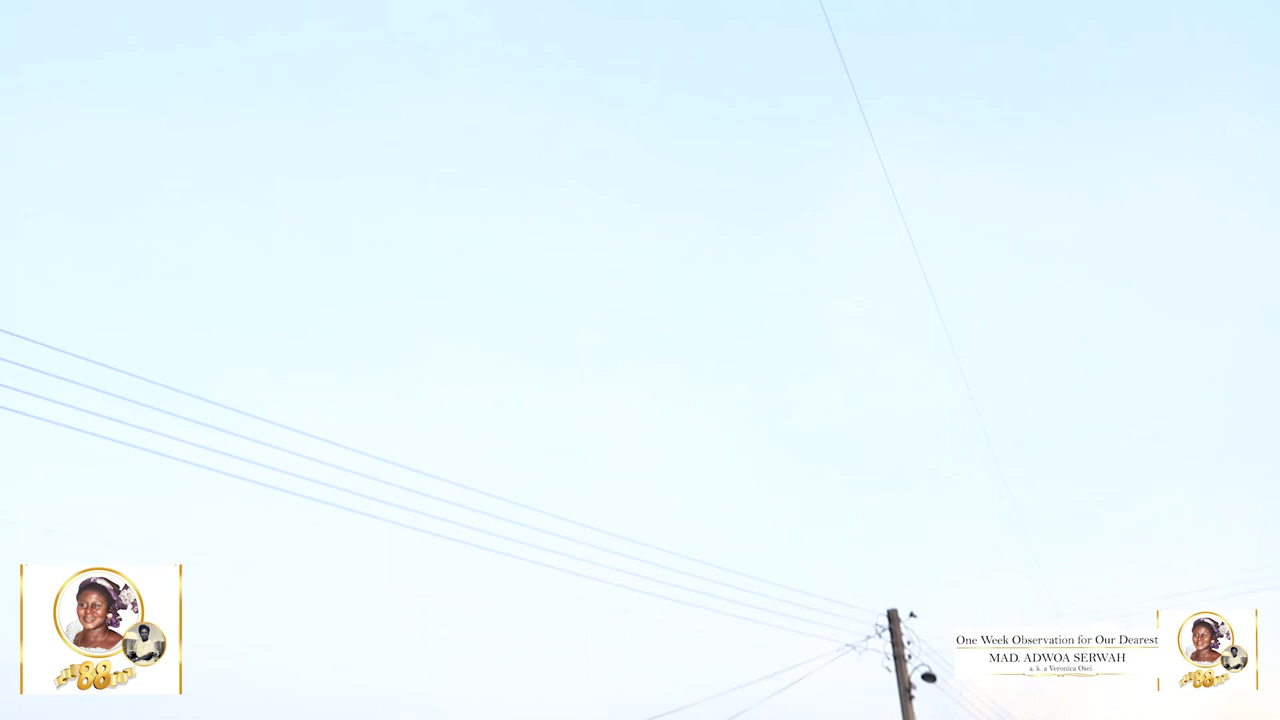 88
One Week Observation for Our Dearest
MAD. ADWOA SERWAH
a. k. a Veronica Osei
88